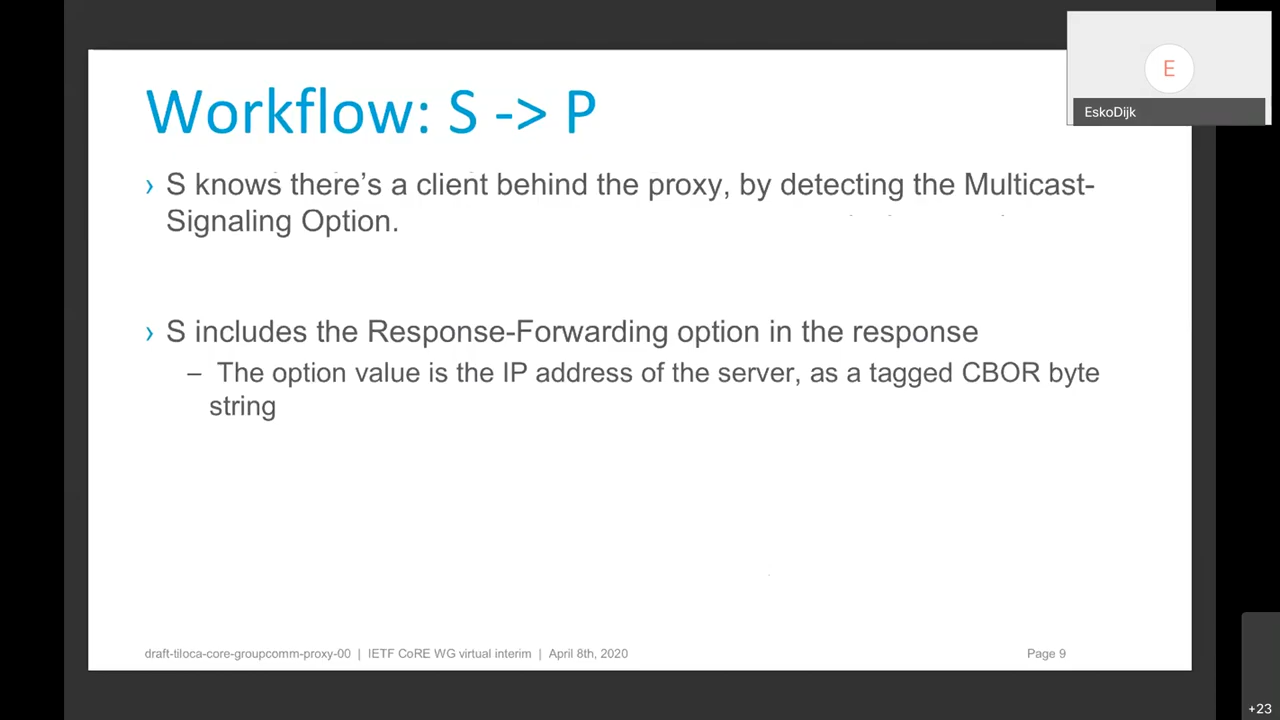 Workflow: S -> P
E
EskoDijk
› S knows there's a client behind the proxy, by detecting the Multicast-
Signaling Option.
› S includes the Response-Forwarding option in the response
– The option value is the IP address of the server, as a tagged CBOR byte
string
draft-tiloca-core-groupcomm-proxy-00 | IETF CoRE WG virtual interim | April 8th, 2020
Page 9
+23